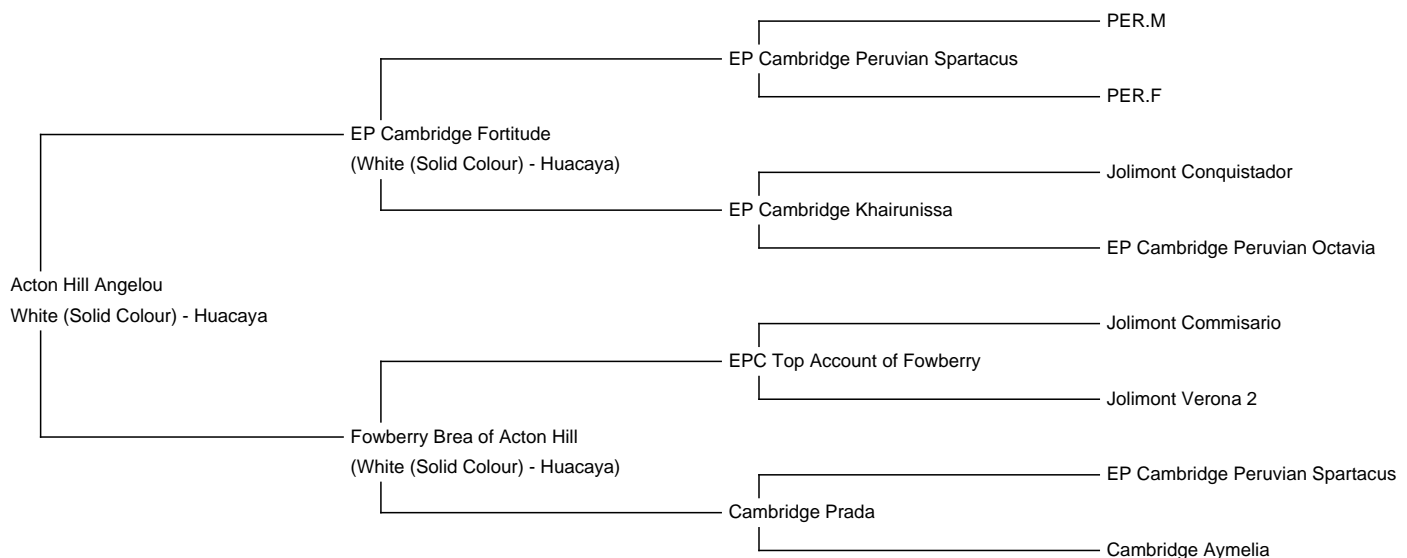 PER.M
EP Cambridge Peruvian Spartacus
PER.F
EP Cambridge Fortitude
(White (Solid Colour) - Huacaya)
Jolimont Conquistador
EP Cambridge Khairunissa
EP Cambridge Peruvian Octavia
Acton Hill Angelou
White (Solid Colour) - Huacaya
Jolimont Commisario
EPC Top Account of Fowberry
Jolimont Verona 2
Fowberry Brea of Acton Hill
(White (Solid Colour) - Huacaya)
EP Cambridge Peruvian Spartacus
Cambridge Prada
Cambridge Aymelia